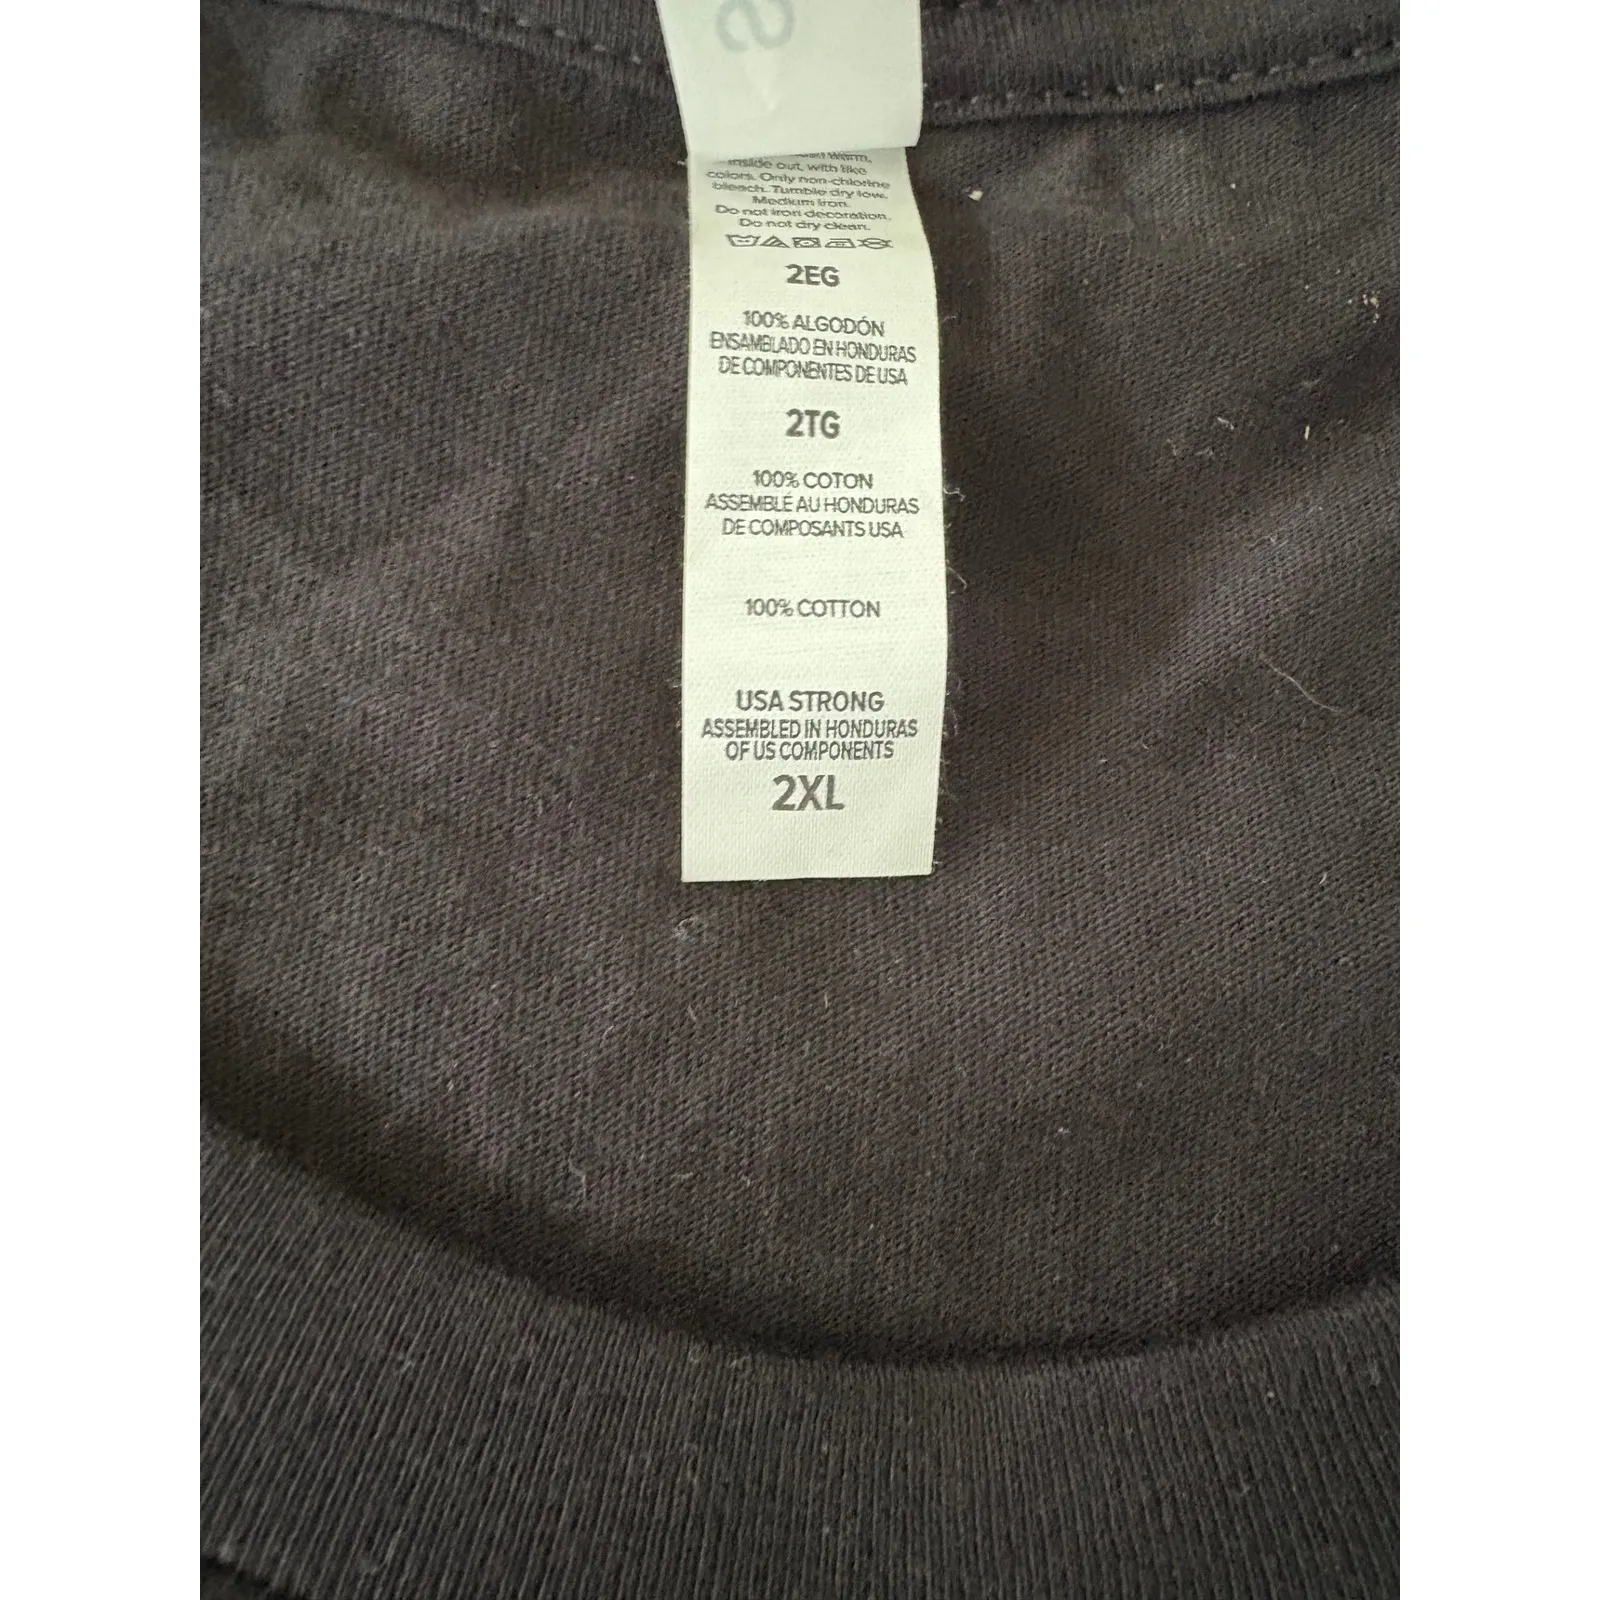 S
warm,
inside out, with like
colors. Only non-chlorine
bleach. Tumble dry low.
Medium iron.
Do not iron decoration.
Do not dry clean.
2EG
100% ALGODÓN
ENSAMBLADO EN HONDURAS
DE COMPONENTES DE USA
2TG
100% COTON
ASSEMBLÉ AU HONDURAS
DE COMPOSANTS USA
100% COTTON
USA STRONG
ASSEMBLED IN HONDURAS
OF US COMPONENTS
2XL